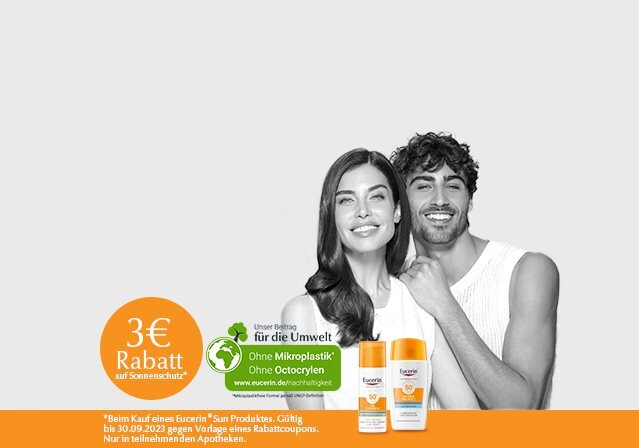 3€
Rabatt
auf Sonnenschutz*
Unser Beitrag
für die Umwelt
Ohne Mikroplastik*
Ohne Octocrylen
www.eucerin.de/nachhaltigkeit
*Mikroplastikfreie Formel gemäß UNEP-Definition
Eucerin
50+
Eucerin
50+
*Beim Kauf eines Eucerin® Sun Produktes. Gültig
bis 30.09.2023 gegen Vorlage eines Rabattcoupons.
Nur in teilnehmenden Apotheken.